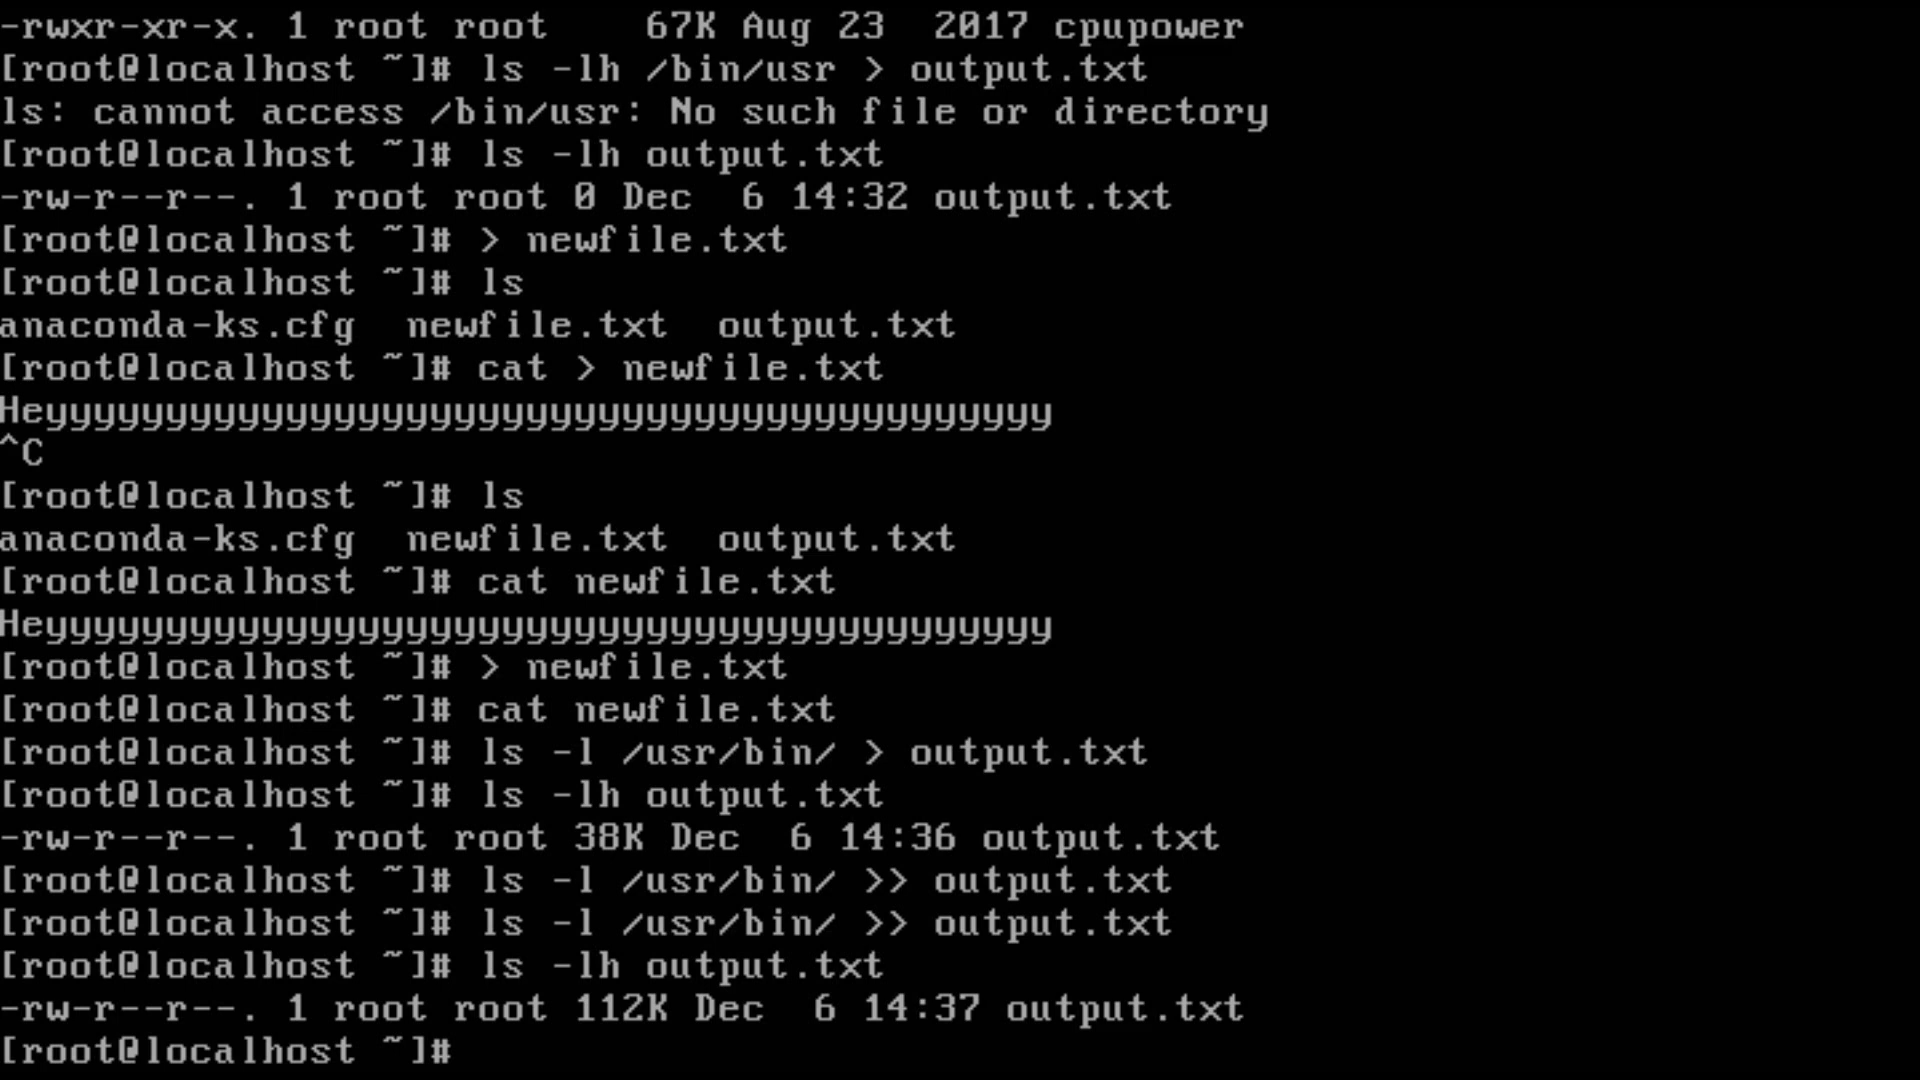 -rwxr-xr-x. 1 root root    67K Aug 23  2017 cpupower
[root@localhost ~]# ls -lh /bin/usr > output.txt
ls: cannot access /bin/usr: No such file or directory
[root@localhost ~]# ls -lh output.txt
-rw-r--r--. 1 root root 0 Dec  6 14:32 output.txt
[root@localhost ~]# > newfile.txt
[root@localhost ~]# ls
anaconda-ks.cfg  newfile.txt  output.txt
[root@localhost ~]# cat > newfile.txt
Heyyyyyyyyyyyyyyyyyyyyyyyyyyyyyyyyyyyyyyyyyy
^C
[root@localhost ~]# ls
anaconda-ks.cfg  newfile.txt  output.txt
[root@localhost ~]# cat newfile.txt
Heyyyyyyyyyyyyyyyyyyyyyyyyyyyyyyyyyyyyyyyyyy
[root@localhost ~]# > newfile.txt
[root@localhost ~]# cat newfile.txt
[root@localhost ~]# ls -l /usr/bin/ > output.txt
[root@localhost ~]# ls -lh output.txt
-rw-r--r--. 1 root root 38K Dec  6 14:36 output.txt
[root@localhost ~]# ls -l /usr/bin/ >> output.txt
[root@localhost ~]# ls -l /usr/bin/ >> output.txt
[root@localhost ~]# ls -lh output.txt
-rw-r--r--. 1 root root 112K Dec  6 14:37 output.txt
[root@localhost ~]#